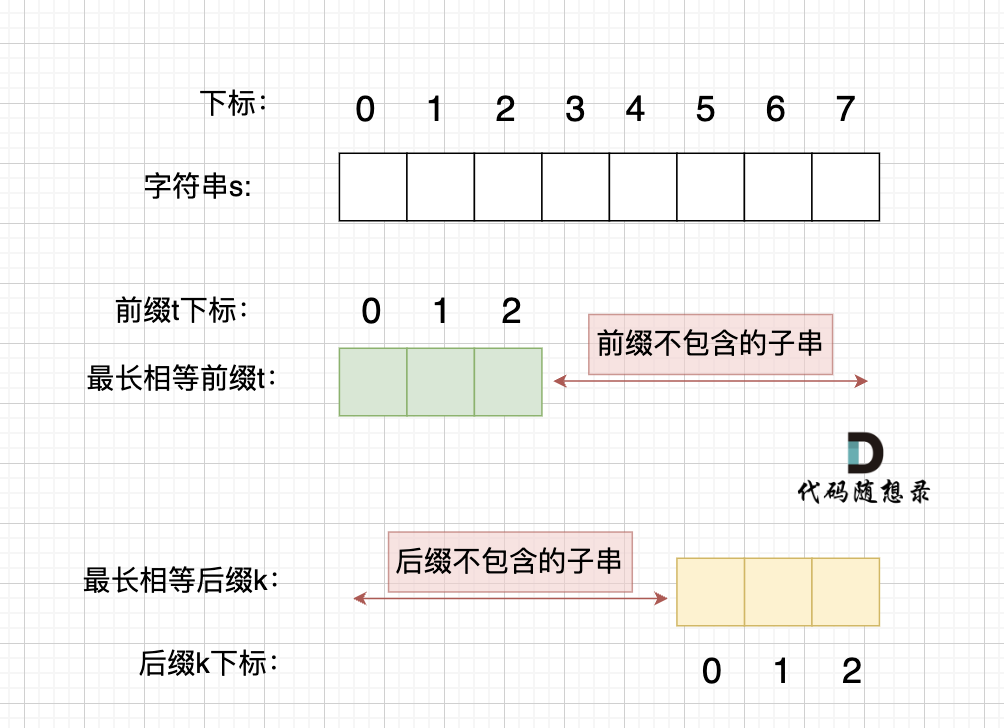 下标： 0 1 2 3 4 5 6 7
字符串s:
前缀t下标： 0 1 2
前缀不包含的子串
最长相等前缀t：
代码随想录
后缀不包含的子串
最长相等后缀k：
后缀k下标： 0 1 2